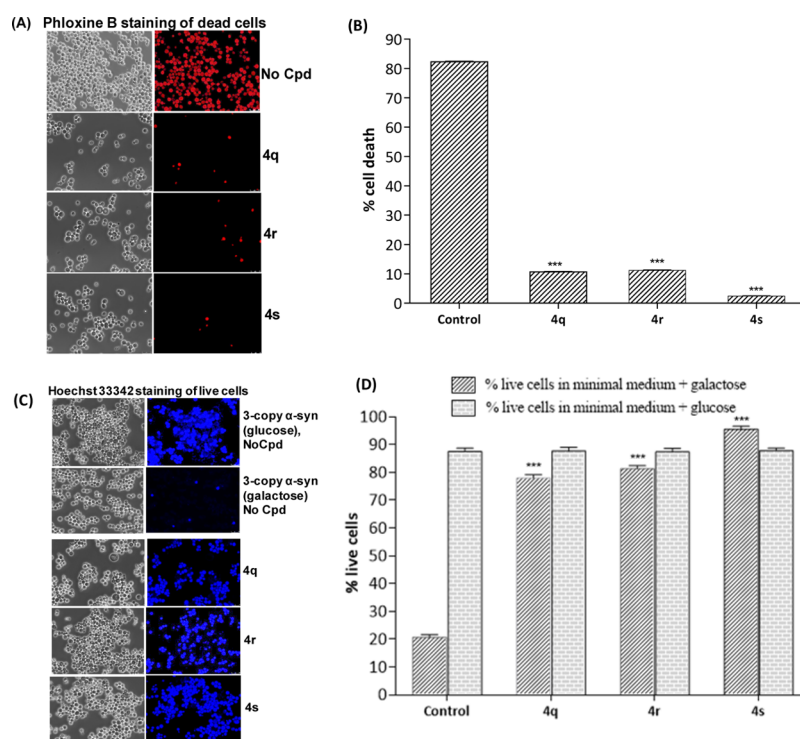 (A)
Phloxine B staining of dead cells
No Cpd
4q
4r
4s
(B)
90
80
70
60
50
40
30
20
10
0
% cell death
***
***
***
Control
4q
4r
4s
(C)
Hoechst 33342 staining of live cells
3-copy α-syn
(glucose),
NoCpd
3-copy α-syn
(galactose)
No Cpd
4q
4r
4s
(D)
% live cells in minimal medium + galactose
% live cells in minimal medium + glucose
100
90
80
70
60
50
40
30
20
10
0
% live cells
***
***
***
Control
4q
4r
4s